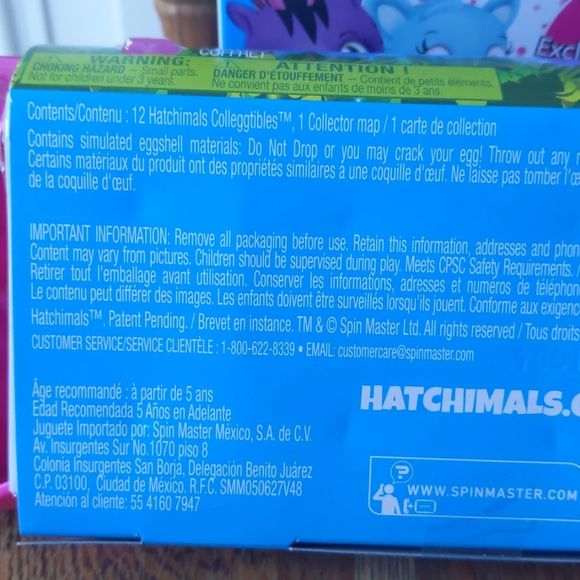 COFFRET
Excl
WARNING:
CHOKING HAZARD — Small parts.
Not for children under 3 years.
ATTENTION !
DANGER D'ÉTOUFFEMENT — Contient de petits éléments.
Ne convient pas aux enfants de moins de 3 ans.
Contents/Contenu : 12 Hatchimals Colleggtibles™, 1 Collector map / 1 carte de collection
Contains simulated eggshell materials: Do Not Drop or you may crack your egg! Throw out any
Certains matériaux du produit ont des propriétés similaires à une coquille d'œuf. Ne laisse pas tomber
de la coquille d'œuf.
IMPORTANT INFORMATION: Remove all packaging before use. Retain this information, addresses and phon
Content may vary from pictures. Children should be supervised during play. Meets CPSC Safety Requirements.
Retirer tout l'emballage avant utilisation. Conserver les informations, adresses et numéros de télépho
Le contenu peut différer des images. Les enfants doivent être surveillés lorsqu'ils jouent. Conforme aux exigenc
Hatchimals™. Patent Pending. / Brevet en instance. TM & © Spin Master Ltd. All rights reserved / Tous droits
CUSTOMER SERVICE/SERVICE CLIENTÈLE : 1-800-622-8339 • EMAIL: customercare@spinmaster.com
Âge recommandé : à partir de 5 ans
Edad Recomendada 5 Años en Adelante
Juguete Importado por: Spin Master México, S.A. de C.V.
Av. Insurgentes Sur No.1070 piso 8
Colonia Insurgentes San Borja, Delegación Benito Juárez
C.P. 03100, Ciudad de México. R.F.C. SMM050627V48
Atención al cliente: 55 4160 7947
HATCHIMALS.C
?
WWW.SPINMASTER.COM